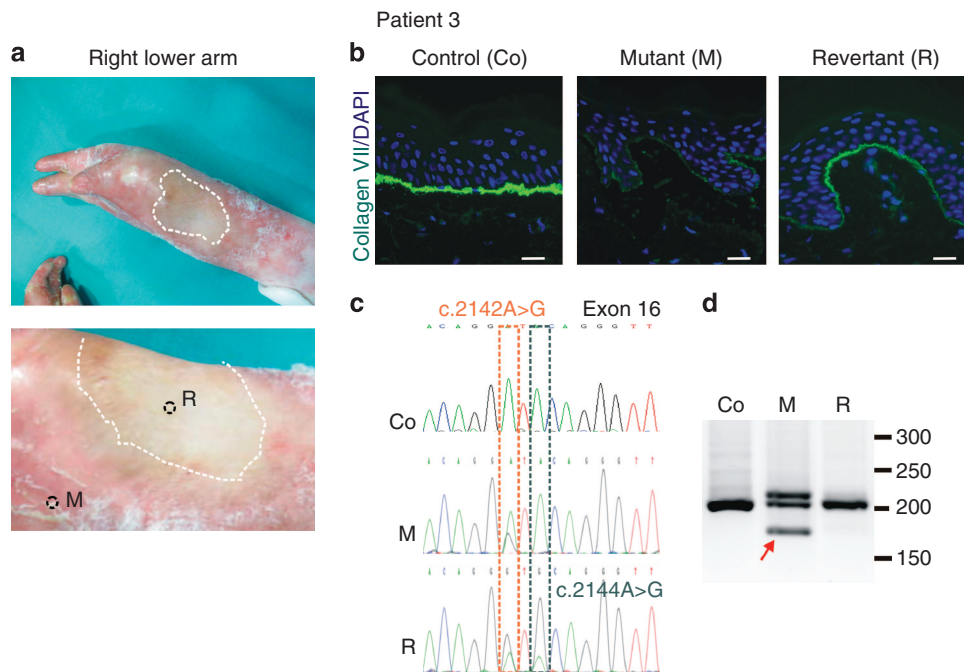 Patient 3
a
Right lower arm
R
M
b
Control (Co)
Mutant (M)
Revertant (R)
Collagen VII/DAPI
c
c.2142A>G
Exon 16
A C A G G A T A C A G G G T T
Co
M
c.2144A>G
R
d
Co
M
R
300
250
200
150